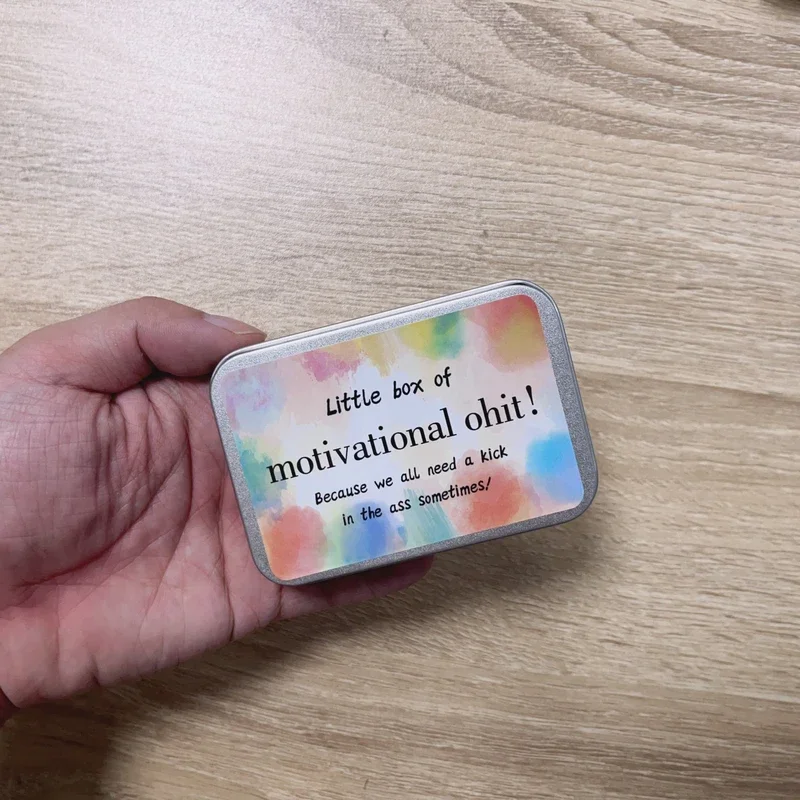 Little box of
motivational ohit!
Because we all need a kick
in the ass sometimes!